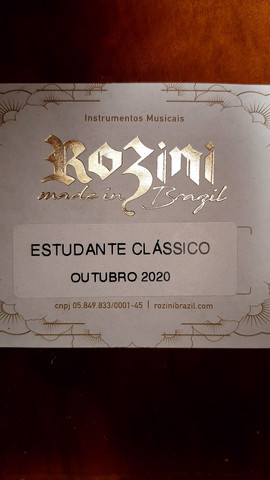 Instrumentos Musicais
Rozini
made in Brazil
ESTUDANTE CLÁSSICO
OUTUBRO 2020
cnpj 05.849.833/0001-45 | rozinibrazil.com